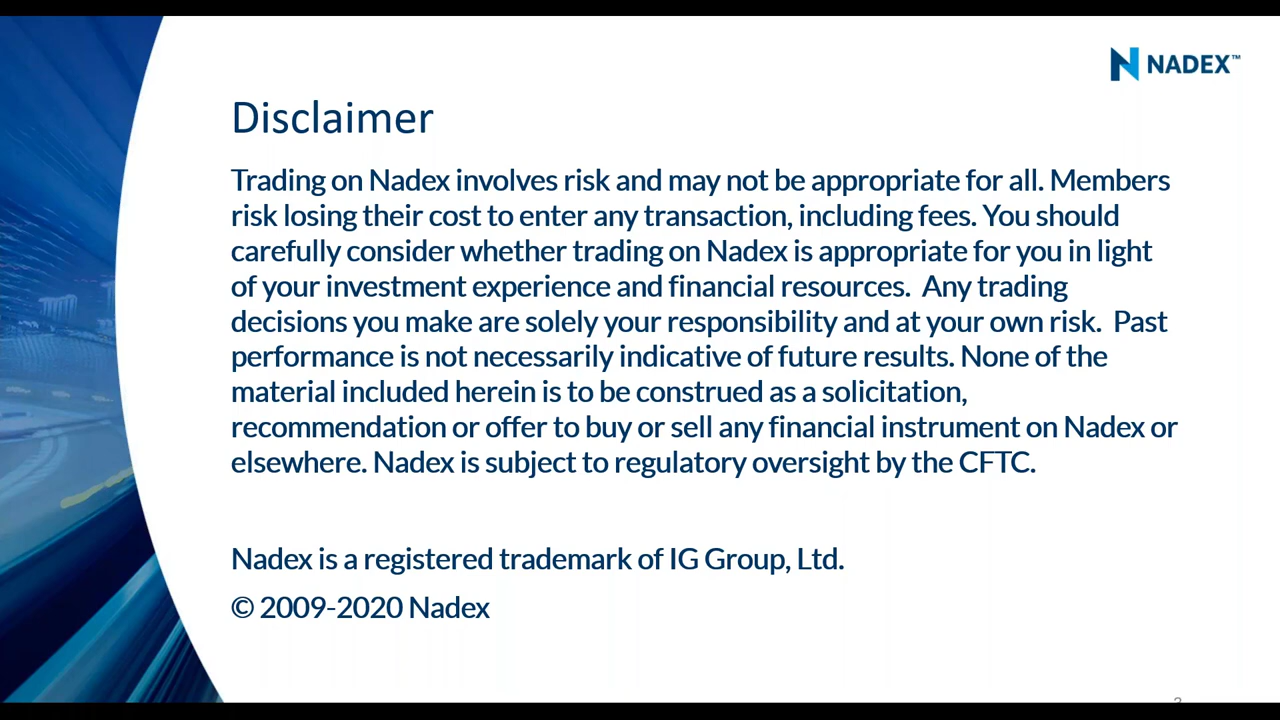 NADEX™
Disclaimer
Trading on Nadex involves risk and may not be appropriate for all. Members
risk losing their cost to enter any transaction, including fees. You should
carefully consider whether trading on Nadex is appropriate for you in light
of your investment experience and financial resources.  Any trading
decisions you make are solely your responsibility and at your own risk.  Past
performance is not necessarily indicative of future results. None of the
material included herein is to be construed as a solicitation,
recommendation or offer to buy or sell any financial instrument on Nadex or
elsewhere. Nadex is subject to regulatory oversight by the CFTC.
Nadex is a registered trademark of IG Group, Ltd.
© 2009-2020 Nadex